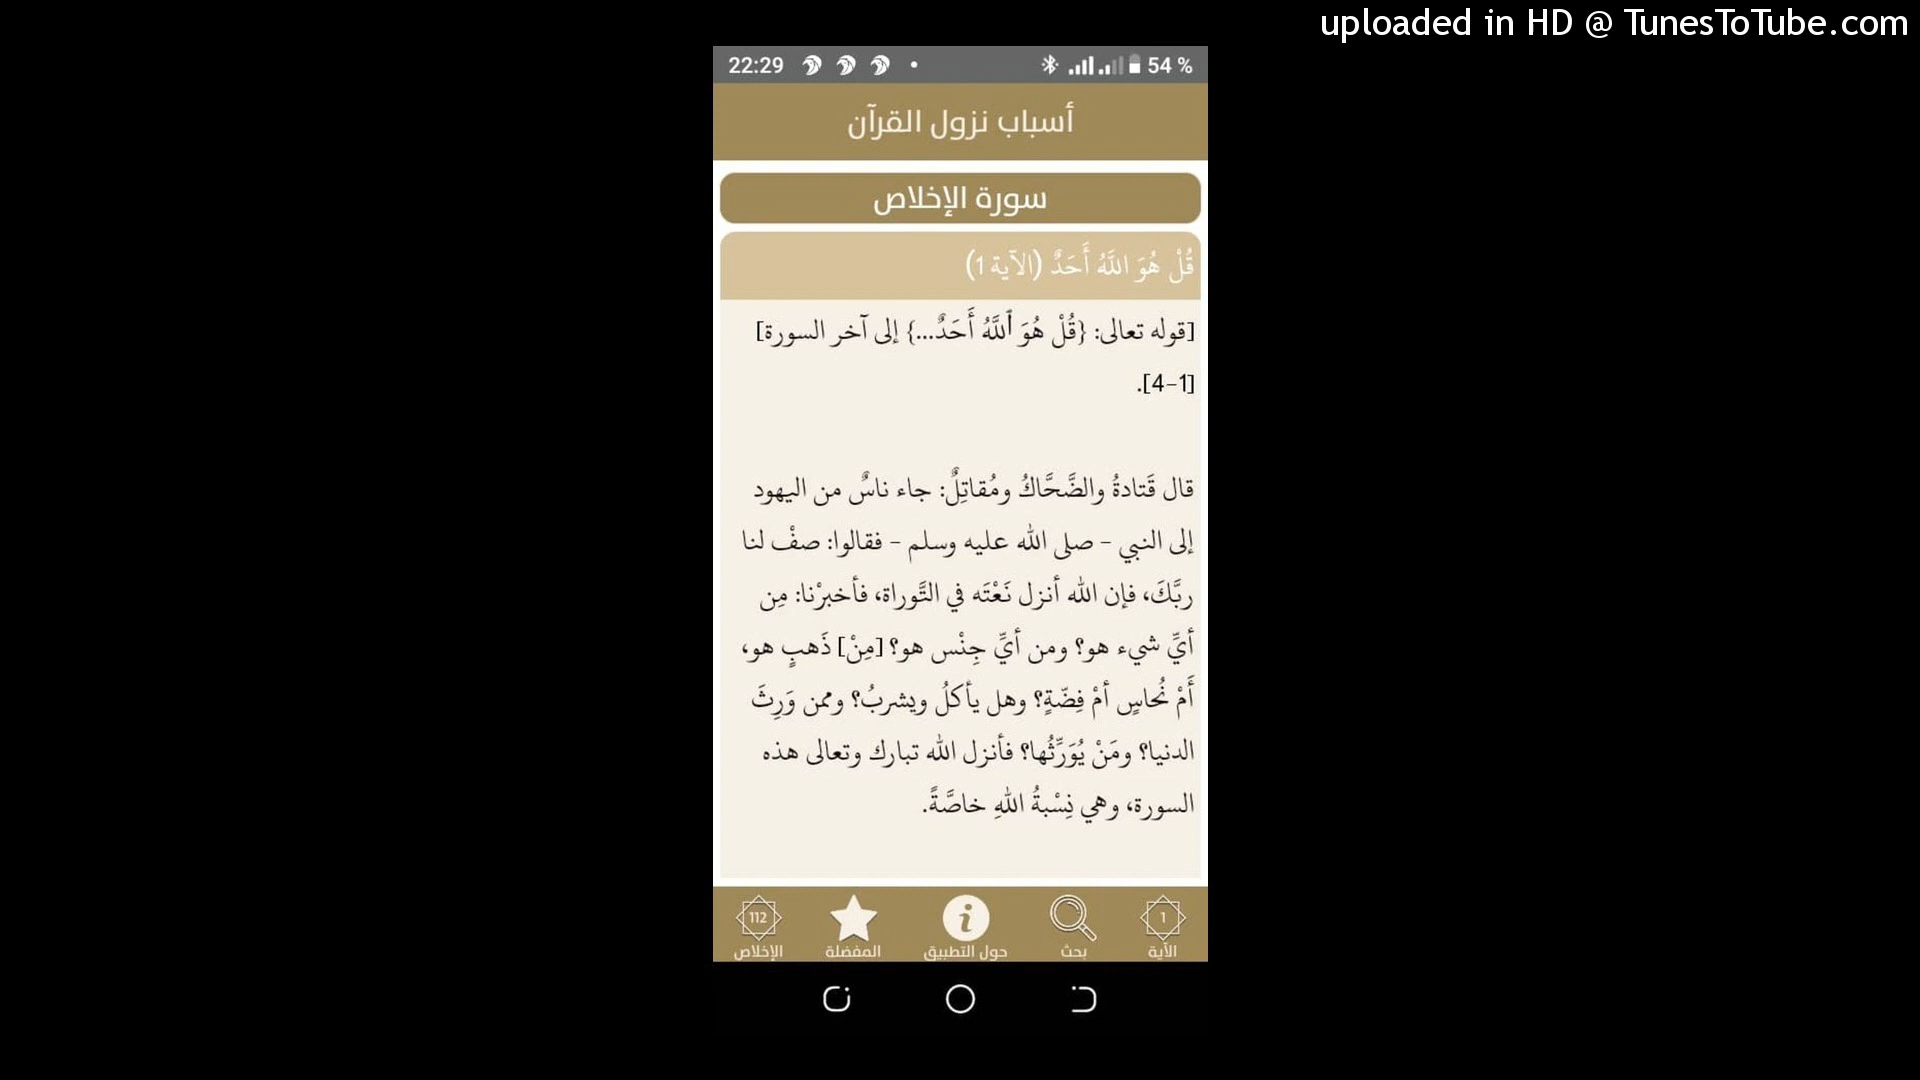 uploaded in HD @ TunesToTube.com
22:29
54 %
أسباب نزول القرآن
سورة الإخلاص
قُلْ هُوَ اللَّهُ أَحَدٌ (الآية 1)
[قوله تعالى: {قُلْ هُوَ ٱللَّهُ أَحَدٌ...} إلى آخر السورة]
[1-4].
قال قَتادةُ والضَّحَّاكُ ومُقاتِلٌ: جاء ناسٌ من اليهود
إلى النبي - صلى الله عليه وسلم - فقالوا: صفْ لنا
ربَّكَ، فإن الله أنزل نَعْتَه في التَّوراة، فأخبرْنا: مِن
أيِّ شيء هو؟ ومن أيِّ جِنْس هو؟ [مِنْ] ذَهبٍ هو،
أَمْ نُحاسٍ أمْ فِضّةٍ؟ وهل يأكلُ ويشربُ؟ وممن وَرِثَ
الدنيا؟ ومَنْ يُوَرِّثُها؟ فأنزل الله تبارك وتعالى هذه
السورة، وهي نِسْبةُ اللهِ خاصَّةً.
1
112
الآية
بحث
حول التطبيق
المفضلة
الإخلاص